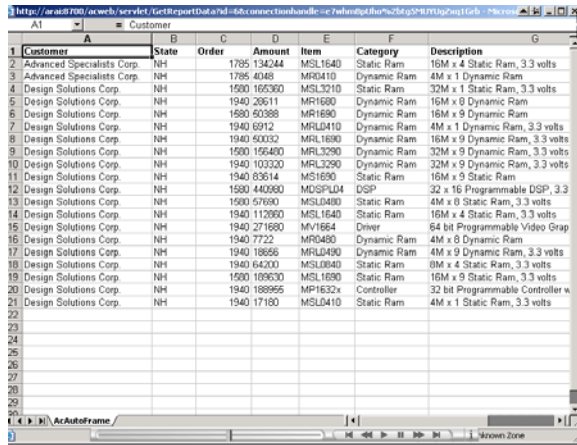 http://arait:8700/acweb/servlet/GetReportData?id=6&connectionhandle= - Microsoft
A1 = Customer
A B C D E F G
1 Customer State Order Amount Item Category Description
2 Advanced Specialists Corp. NH 1785 134244 MSL1640 Static Ram 16M x 4 Static Ram, 3.3 volts
3 Advanced Specialists Corp. NH 1785 4048 MR0410 Dynamic Ram 4M x 1 Dynamic Ram
4 Design Solutions Corp. NH 1580 165360 MSL3210 Static Ram 32M x 1 Static Ram, 3.3 volts
5 Design Solutions Corp. NH 1940 28611 MR1680 Dynamic Ram 16M x 8 Dynamic Ram
6 Design Solutions Corp. NH 1580 50388 MR1690 Dynamic Ram 16M x 9 Dynamic Ram
7 Design Solutions Corp. NH 1940 6912 MRL0410 Dynamic Ram 4M x 1 Dynamic Ram, 3.3 volts
8 Design Solutions Corp. NH 1940 50032 MRL1690 Dynamic Ram 16M x 9 Dynamic Ram, 3.3 volts
9 Design Solutions Corp. NH 1580 156480 MRL3290 Dynamic Ram 32M x 9 Dynamic Ram, 3.3 volts
10 Design Solutions Corp. NH 1940 103320 MRL3290 Dynamic Ram 32M x 9 Dynamic Ram, 3.3 volts
11 Design Solutions Corp. NH 1940 83614 MS1690 Static Ram 16M x 9 Static Ram
12 Design Solutions Corp. NH 1580 440980 MDSPL04 DSP 32 x 16 Programmable DSP, 3.3
13 Design Solutions Corp. NH 1580 57690 MSL0480 Static Ram 4M x 8 Static Ram, 3.3 volts
14 Design Solutions Corp. NH 1940 112860 MSL1640 Static Ram 16M x 4 Static Ram, 3.3 volts
15 Design Solutions Corp. NH 1940 271680 MV1664 Driver 64 bit Programmable Video Grap
16 Design Solutions Corp. NH 1940 7722 MR0480 Dynamic Ram 4M x 8 Dynamic Ram
17 Design Solutions Corp. NH 1940 18656 MRL0490 Dynamic Ram 4M x 9 Dynamic Ram, 3.3 volts
18 Design Solutions Corp. NH 1940 64200 MSL0840 Static Ram 8M x 4 Static Ram, 3.3 volts
19 Design Solutions Corp. NH 1580 189630 MSL1690 Static Ram 16M x 9 Static Ram, 3.3 volts
20 Design Solutions Corp. NH 1940 188955 MP1632x Controller 32 bit Programmable Controller w
21 Design Solutions Corp. NH 1940 17180 MSL0410 Static Ram 4M x 1 Static Ram, 3.3 volts
22
23
24
25
26
27
28
29
30
AcAutoFrame
Unknown Zone